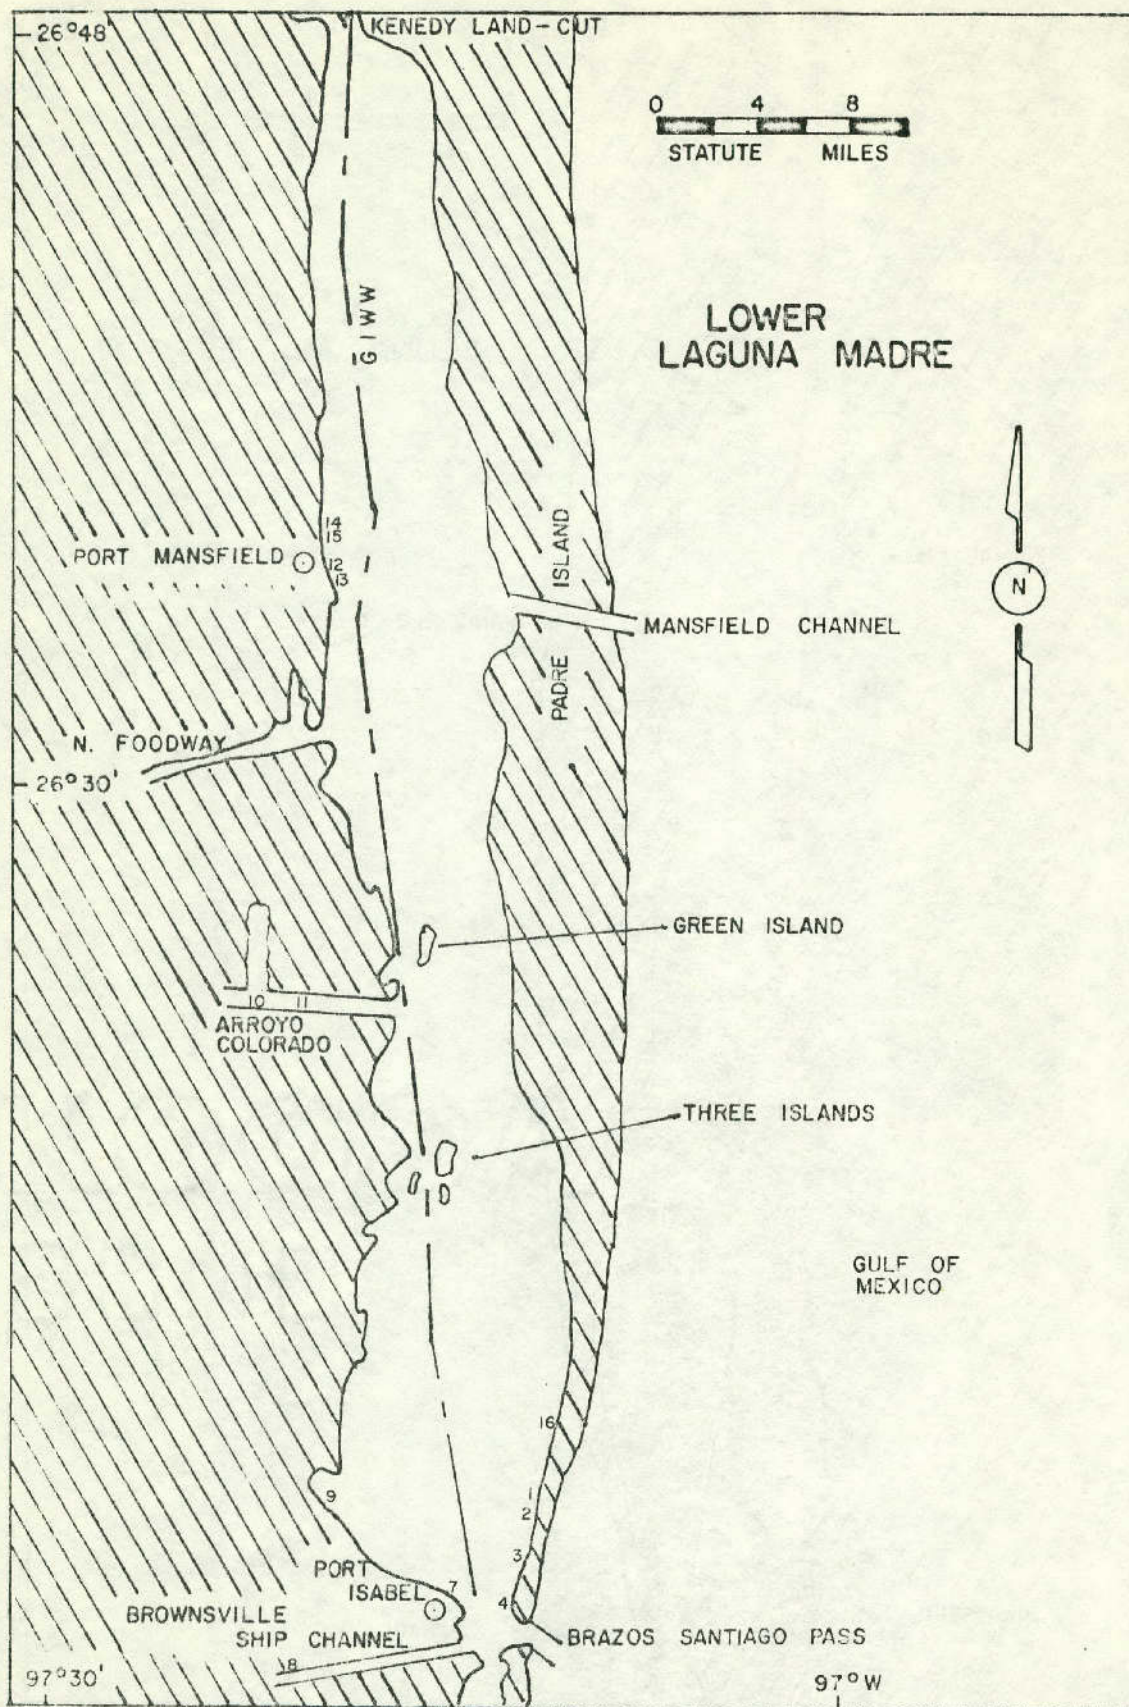 KENEDY LAND-CUT
26°48'
0 4 8
STATUTE MILES
GIWW
LOWER
LAGUNA MADRE
14
15
PORT MANSFIELD
12
13
ISLAND
N
MANSFIELD CHANNEL
PADRE
N. FOODWAY
26°30'
GREEN ISLAND
10 11
ARROYO
COLORADO
THREE ISLANDS
GULF OF
MEXICO
16
1
2
9
3
PORT
ISABEL
7
4
BROWNSVILLE
SHIP CHANNEL
BRAZOS SANTIAGO PASS
8
97°30'
97°W